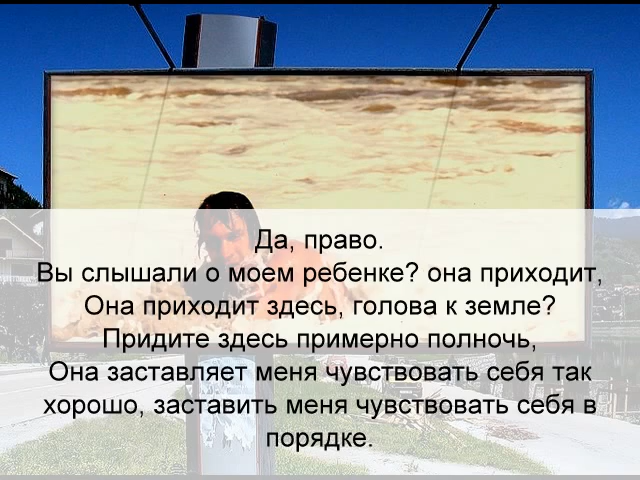 Да, право.
Вы слышали о моем ребенке? она приходит,
Она приходит здесь, голова к земле?
Придите здесь примерно полночь,
Она заставляет меня чувствовать себя так
хорошо, заставить меня чувствовать себя в
порядке.